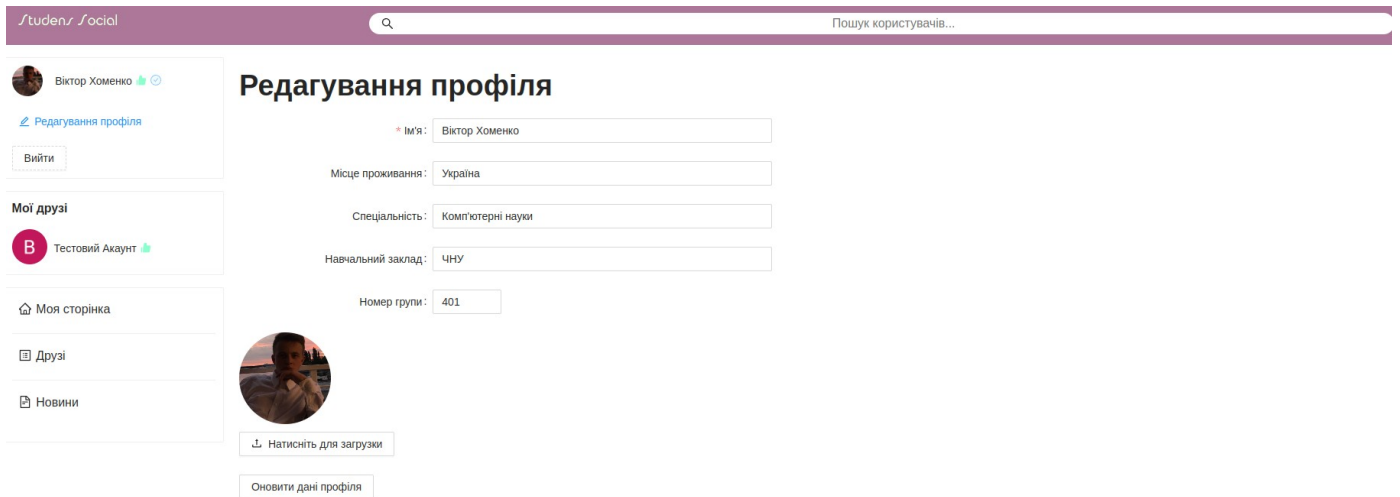 Studens Social
Пошук користувачів...
Віктор Хоменко
Редагування профіля
Вийти
Мої друзі
В
Тестовий Акаунт
Моя сторінка
Друзі
Новини
Редагування профіля
* Ім'я: Віктор Хоменко
Місце проживання: Україна
Спеціальність: Комп'ютерні науки
Навчальний заклад: ЧНУ
Номер групи: 401
Натисніть для загрузки
Оновити дані профіля